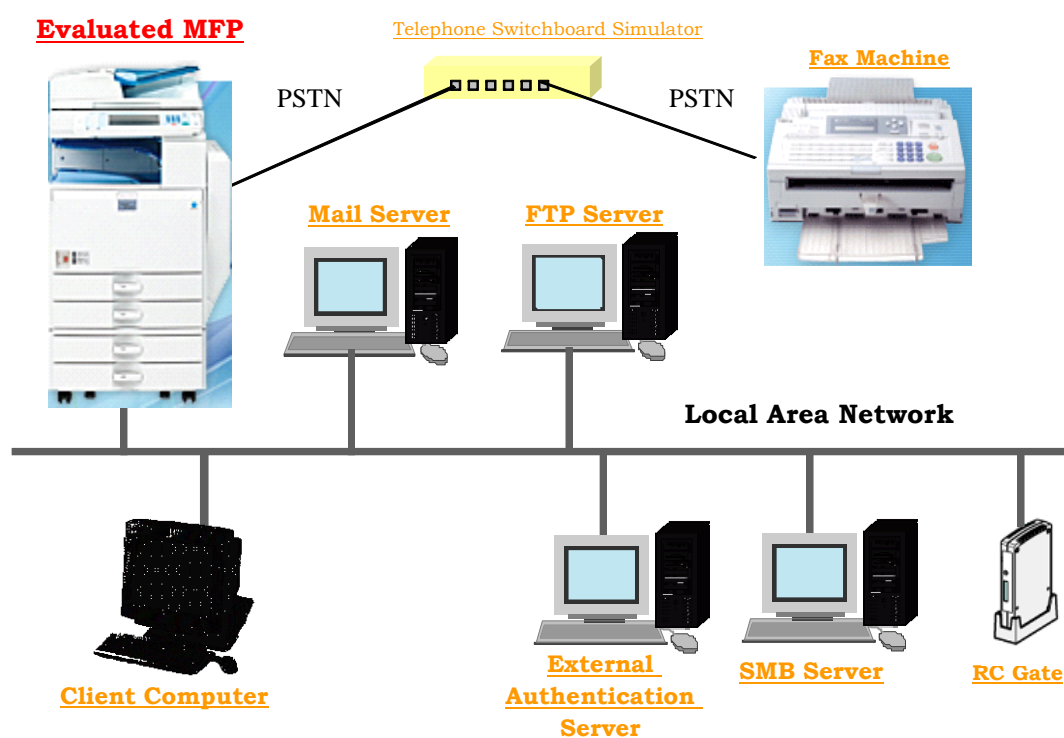 Evaluated MFP
Telephone Switchboard Simulator
Fax Machine
PSTN
PSTN
Mail Server
FTP Server
Local Area Network
Client Computer
External
Authentication
Server
SMB Server
RC Gate